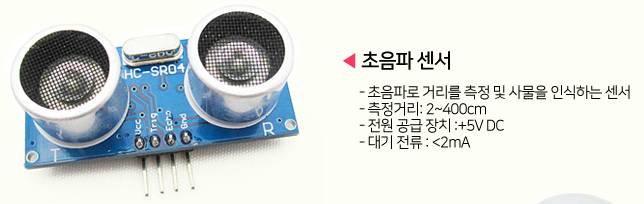 HC-SR04
Vcc
Trig
Echo
Gnd
T
R
◀ 초음파 센서
- 초음파로 거리를 측정 및 사물을 인식하는 센서
- 측정거리: 2~400cm
- 전원 공급 장치 :+5V DC
- 대기 전류 : <2mA